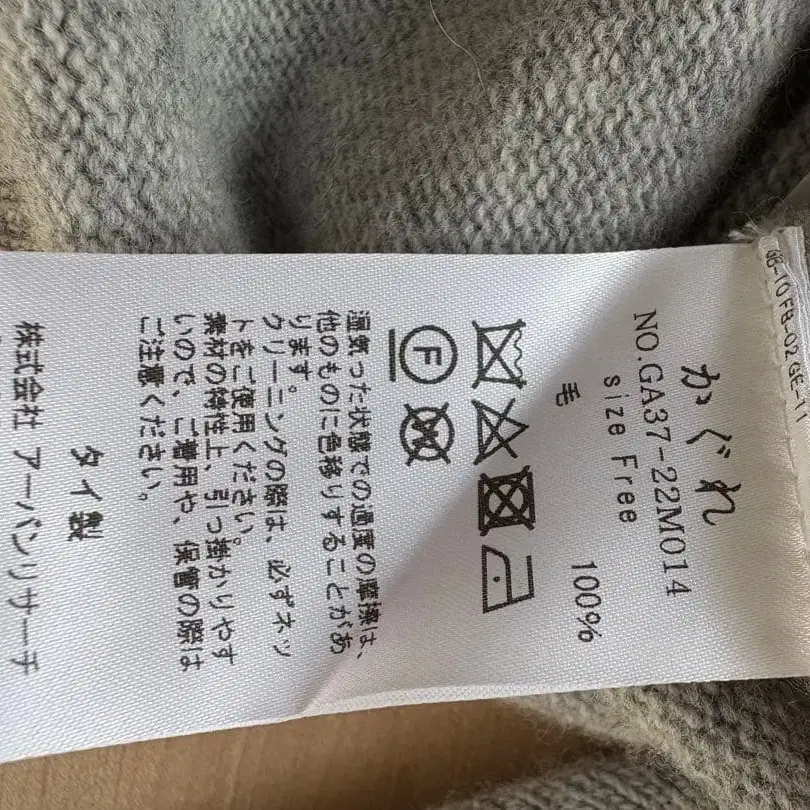 かぐれ
NO.GA37-22M014
size Free
毛 100%
F
W
湿気った状態での過度の摩擦は、
他のものに色移りすることがあ
ります。
クリーニングの際は、必ずネッ
トをご使用ください。
素材の特性上、引っ掛かりやす
いので、ご着用や、保管の際は
ご注意ください。
タイ製
株式会社 アーバンリサーチ